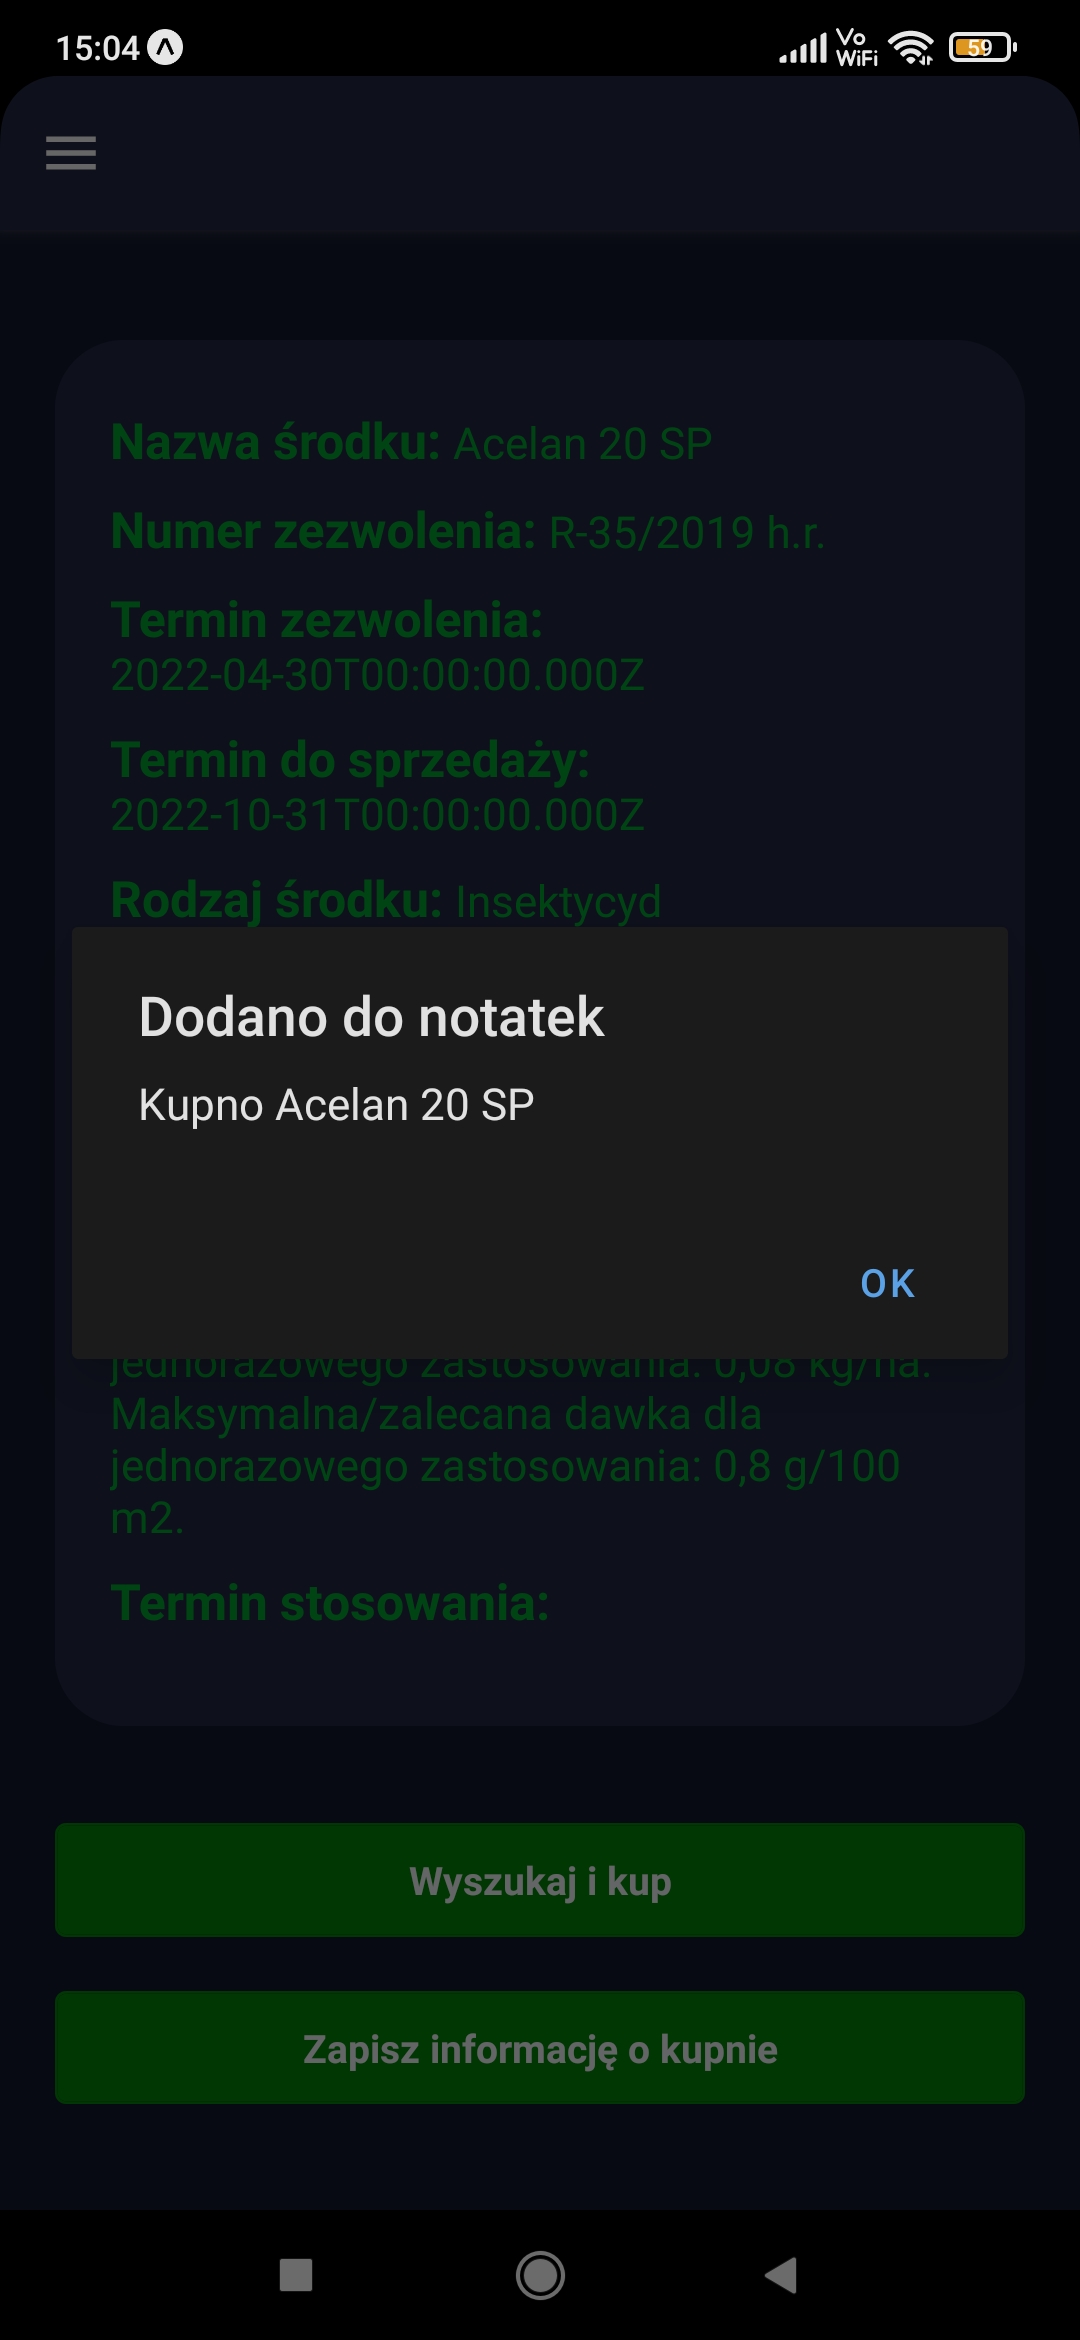 15:04
Vo
WiFi
59
Nazwa środku: Acelan 20 SP
Numer zezwolenia: R-35/2019 h.r.
Termin zezwolenia:
2022-04-30T00:00:00.000Z
Termin do sprzedaży:
2022-10-31T00:00:00.000Z
Rodzaj środku: Insektycyd
Dodano do notatek
Kupno Acelan 20 SP
OK
jednorazowego zastosowania: 0,08 kg/ha.
Maksymalna/zalecana dawka dla
jednorazowego zastosowania: 0,8 g/100
m2.
Termin stosowania:
Wyszukaj i kup
Zapisz informację o kupnie